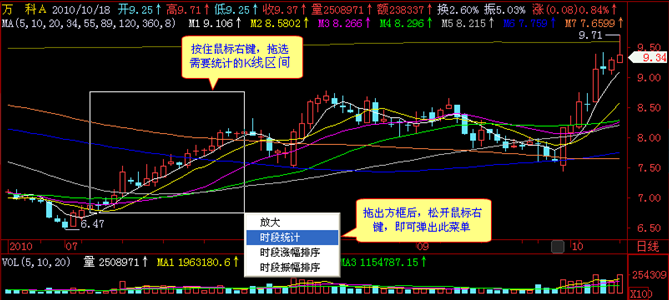 万 科A 2010/10/18 开9.25↑ 高9.71↑ 低9.25↑ 收9.37↑ 量2508971↑ 额238337↑ 换2.60% 振5.03% 涨(0.08)0.84%↑
MA(5,10,20,34,55,89,120,360,8) M1 9.106↑ M2 8.5802↑ M3 8.266↑ M4 8.296↑ M5 8.215↑ M6 7.759↑ M7 7.6599↑
9.71
按住鼠标右键，拖选
需要统计的K线区间
9.50
9.34
9.00
8.50
8.00
7.50
7.00
6.50
6.47
放大
时段统计
时段涨幅排序
时段振幅排序
拖出方框后，松开鼠标右
键，即可弹出此菜单
2010 07 09 10 日线
VOL(5,10,20) 量 2508971↑ MA1 1963180.6↑ MA3 1154787.15↑
254309
X10